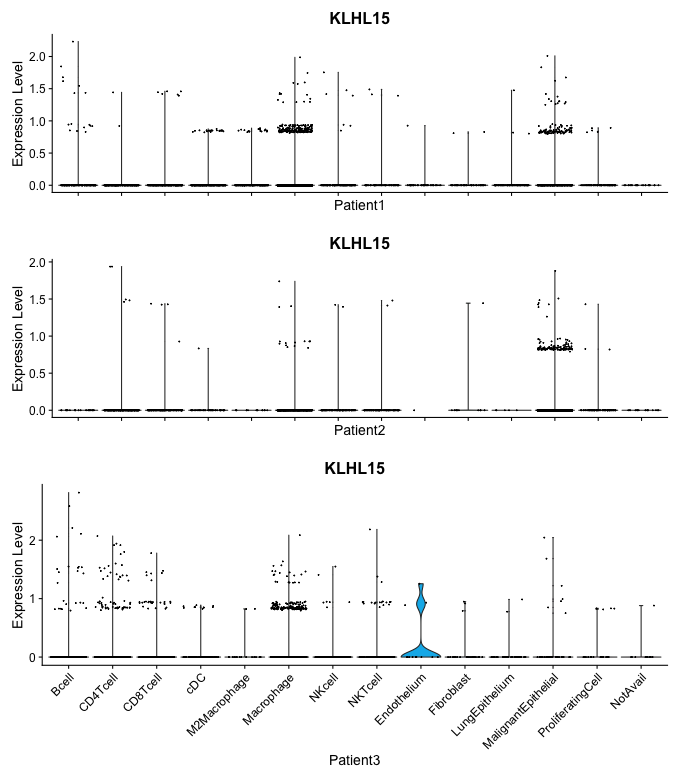 KLHL15
Expression Level
2.0
1.5
1.0
0.5
0.0
Patient1
KLHL15
Expression Level
2.0
1.5
1.0
0.5
0.0
Patient2
KLHL15
Expression Level
2
1
0
Bcell
CD4Tcell
CD8Tcell
cDC
M2Macrophage
Macrophage
NKcell
NKTcell
Endothelium
Fibroblast
LungEpithelium
MalignantEpithelial
ProliferatingCell
NotAvail
Patient3